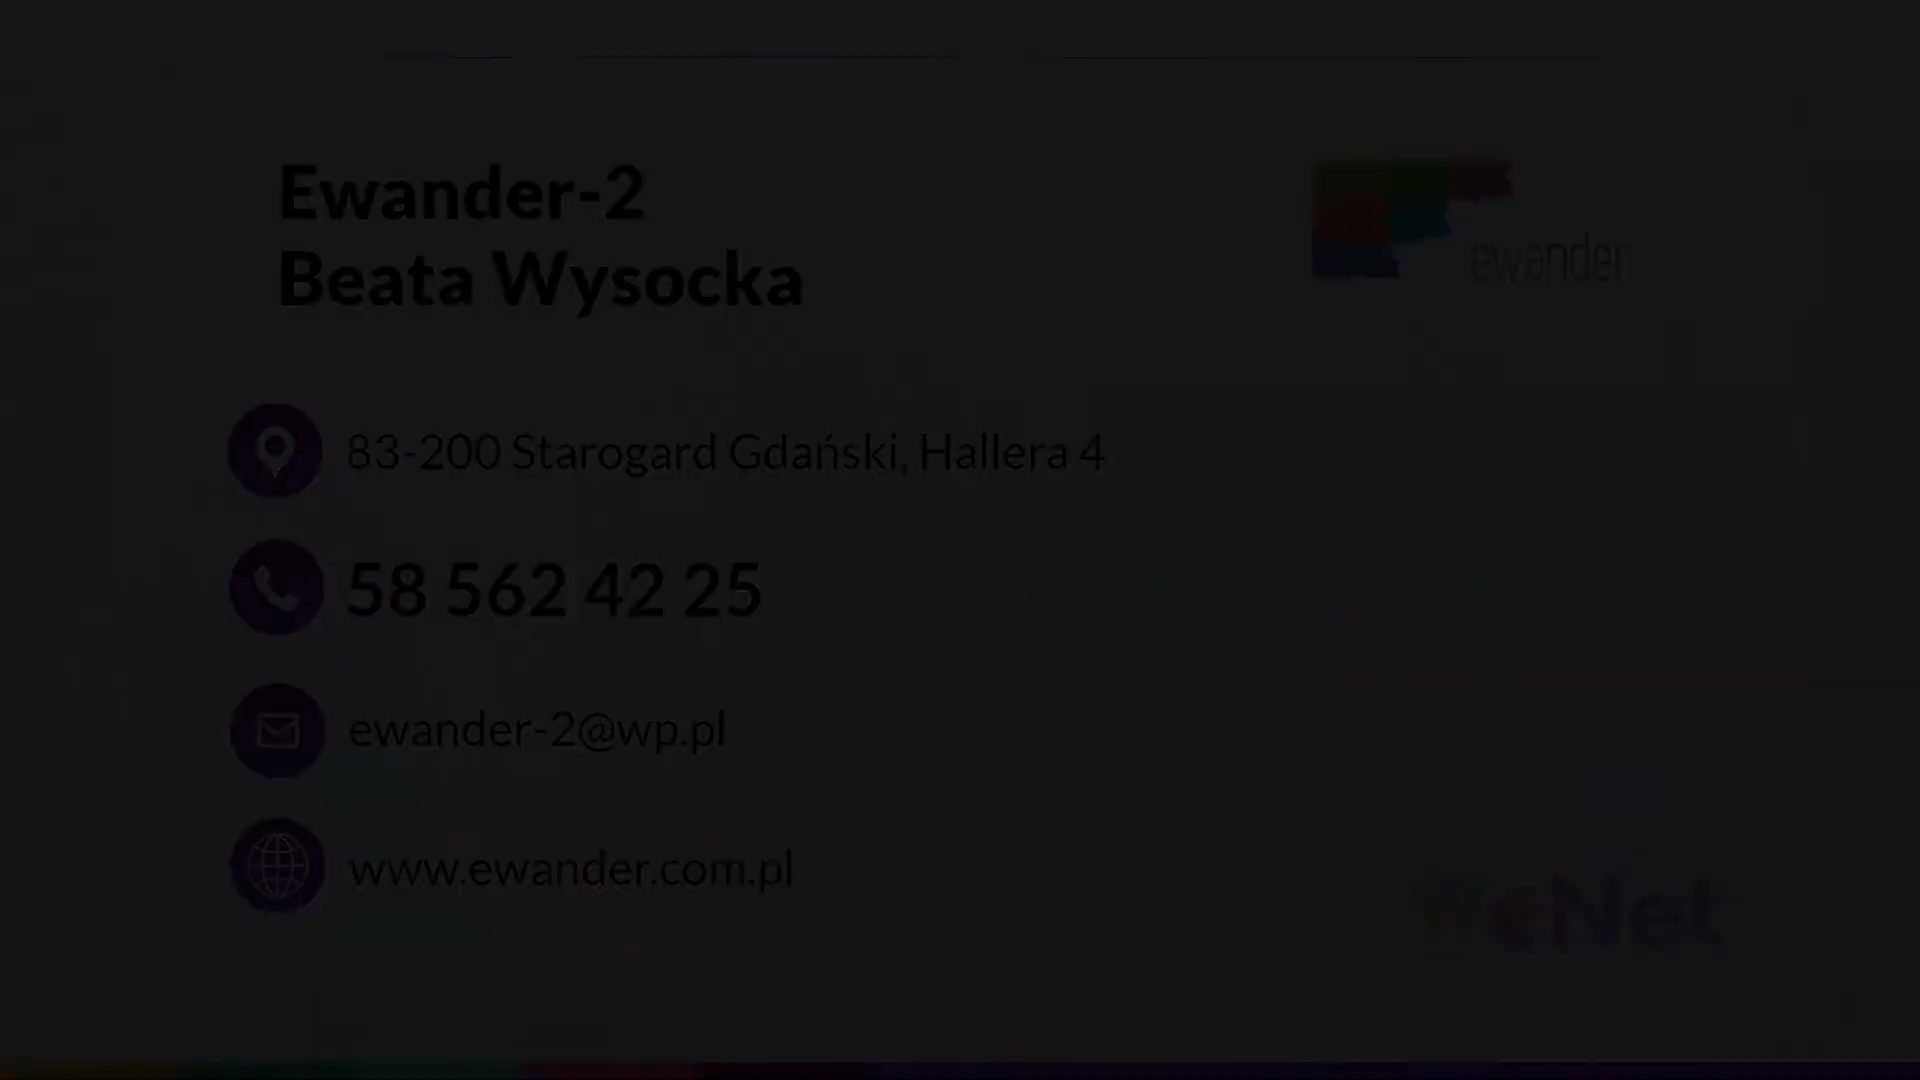 Ewander-2
Beata Wysocka
ewander
83-200 Starogard Gdański, Hallera 4
58 562 42 25
ewander-2@wp.pl
www.ewander.com.pl
WeNet